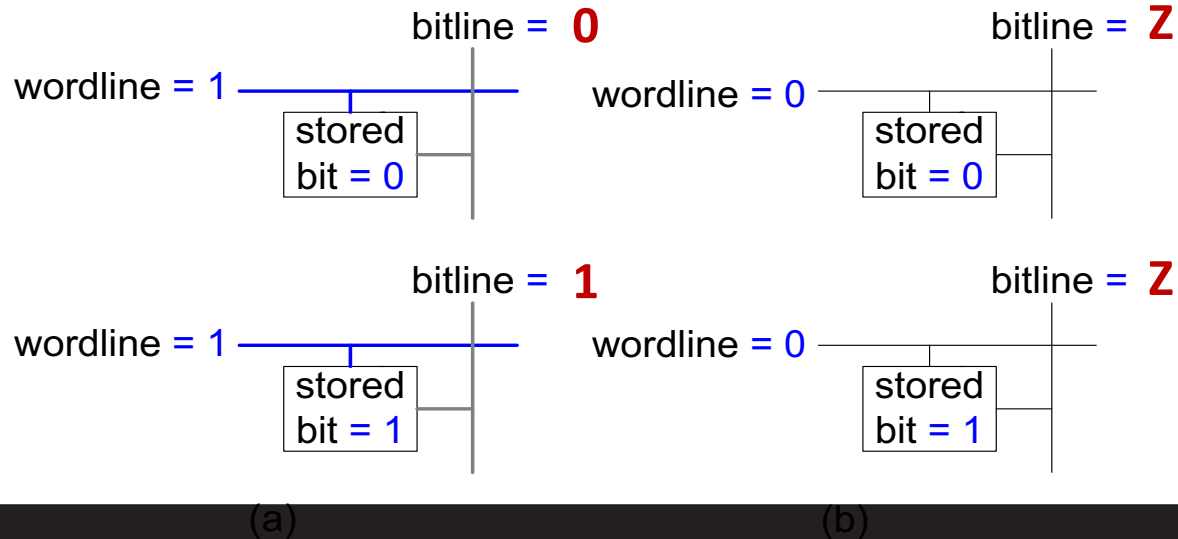 bitline = 0
wordline = 1
stored
bit = 0
bitline = Z
wordline = 0
stored
bit = 0
bitline = 1
wordline = 1
stored
bit = 1
bitline = Z
wordline = 0
stored
bit = 1
(a)
(b)